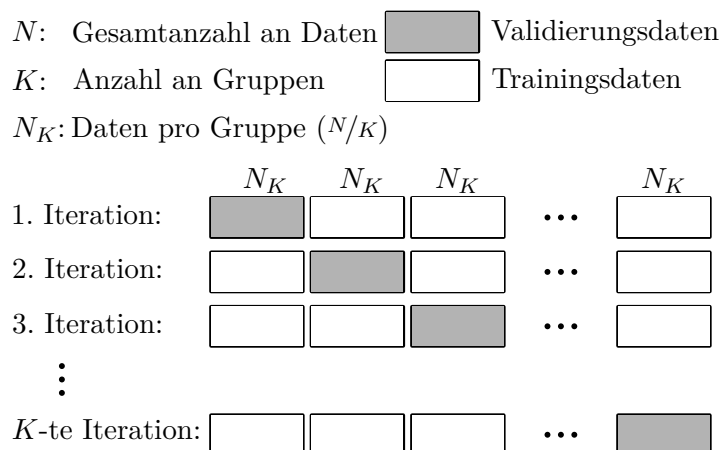 N: Gesamtanzahl an Daten Validierungsdaten
K: Anzahl an Gruppen Trainingsdaten
N_K: Daten pro Gruppe (N/K)
N_K N_K N_K N_K
1. Iteration: ...
2. Iteration: ...
3. Iteration: ...
⋮
K-te Iteration: ...